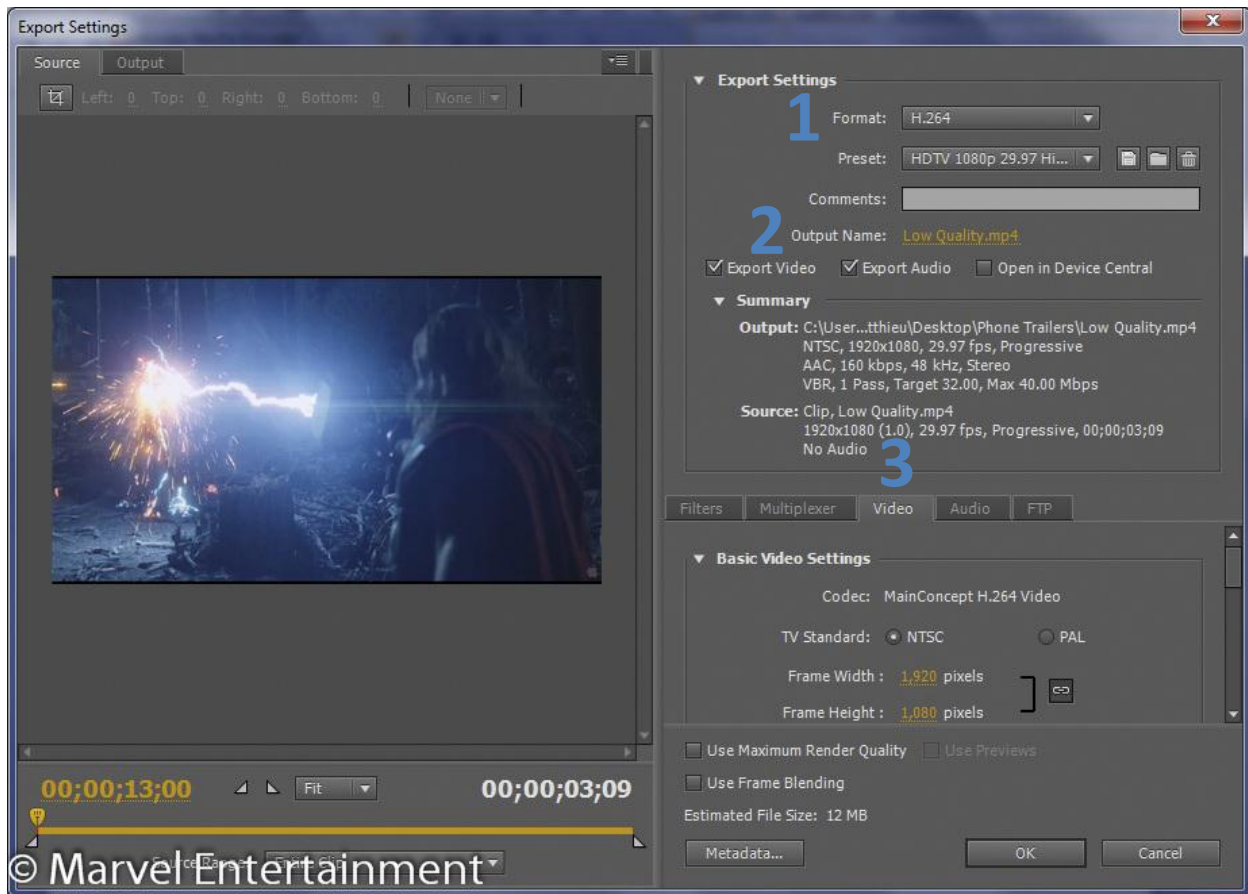 Export Settings
X
Source Output
Left: 0 Top: 0 Right: 0 Bottom: 0 None
Export Settings
1
Format: H.264
Preset: HDTV 1080p 29.97 Hi...
Comments:
2
Output Name: Low Quality.mp4
Export Video Export Audio Open in Device Central
Summary
Output: C:\User...tthieu\Desktop\Phone Trailers\Low Quality.mp4
NTSC, 1920x1080, 29.97 fps, Progressive
AAC, 160 kbps, 48 kHz, Stereo
VBR, 1 Pass, Target 32.00, Max 40.00 Mbps
Source: Clip, Low Quality.mp4
1920x1080 (1.0), 29.97 fps, Progressive, 00;00;03;09
No Audio
3
Filters Multiplexer Video Audio FTP
Basic Video Settings
Codec: MainConcept H.264 Video
TV Standard: NTSC PAL
Frame Width : 1,920 pixels
Frame Height : 1,080 pixels
Use Maximum Render Quality Use Previews
Use Frame Blending
Estimated File Size: 12 MB
Metadata... OK Cancel
00;00;13;00 Fit 00;00;03;09
Source Range: Entire Clip
© Marvel Entertainment